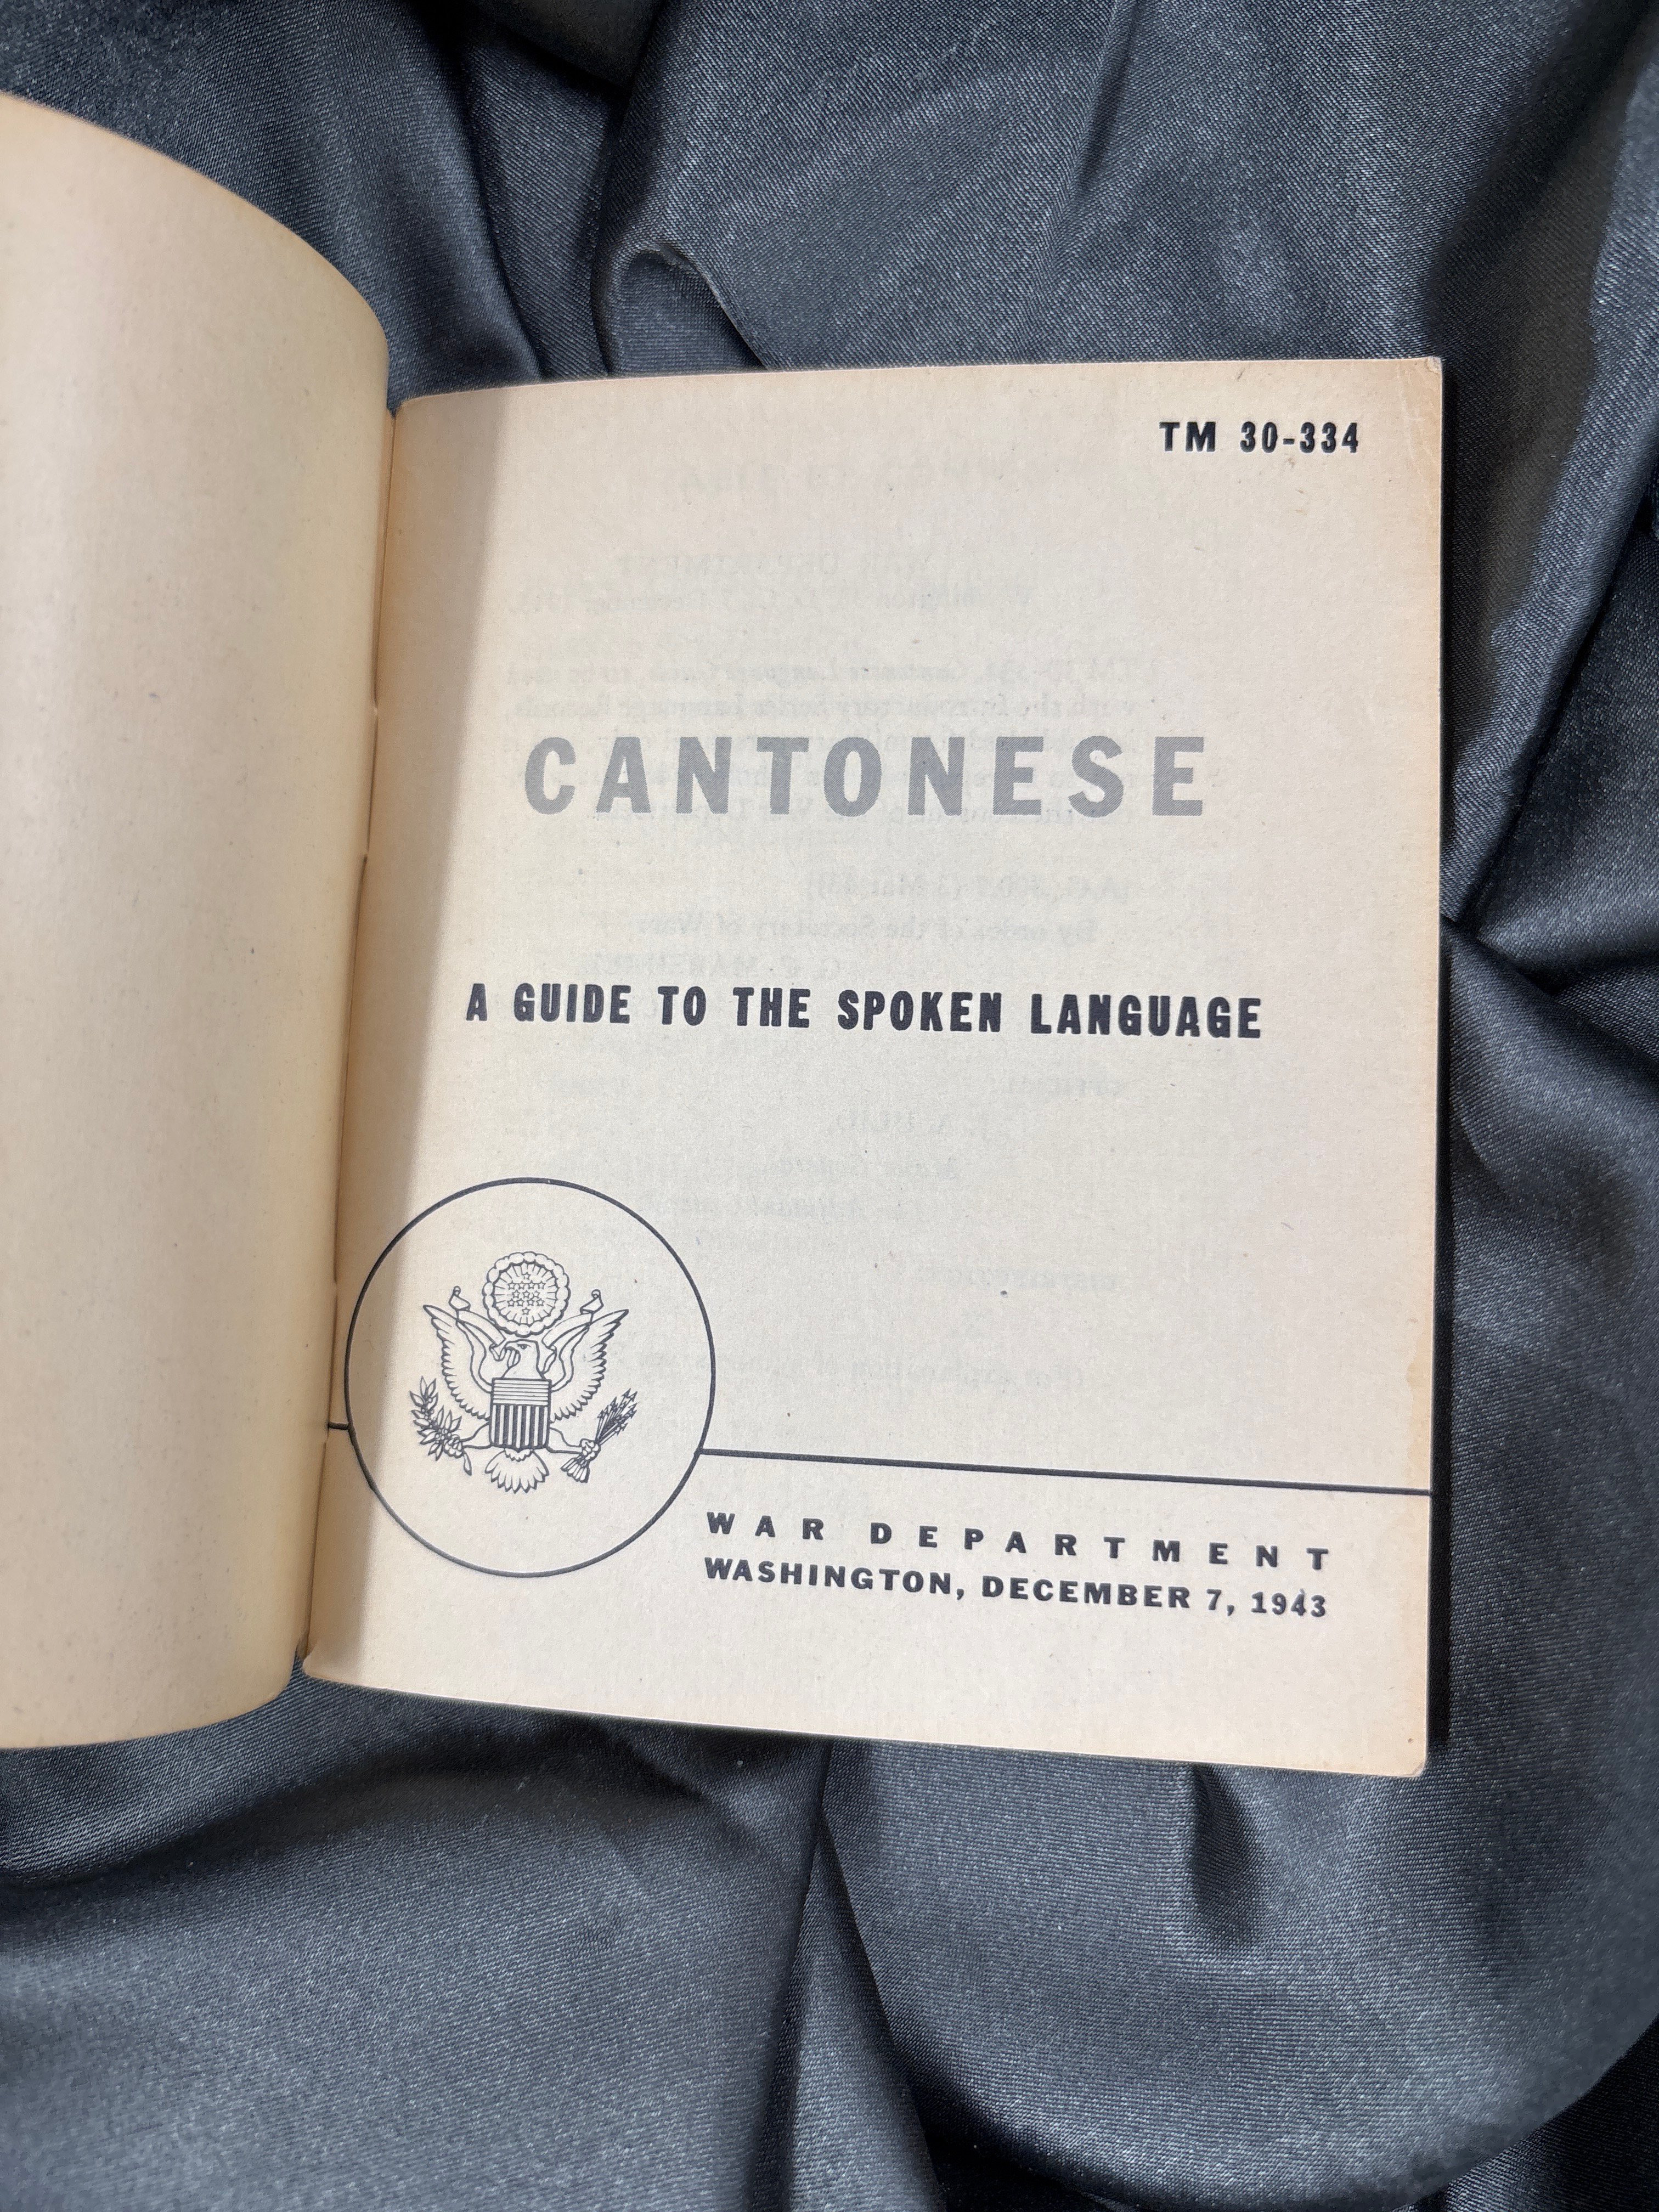 TM 30-334
CANTONESE
A GUIDE TO THE SPOKEN LANGUAGE
WAR DEPARTMENT
WASHINGTON, DECEMBER 7, 1943